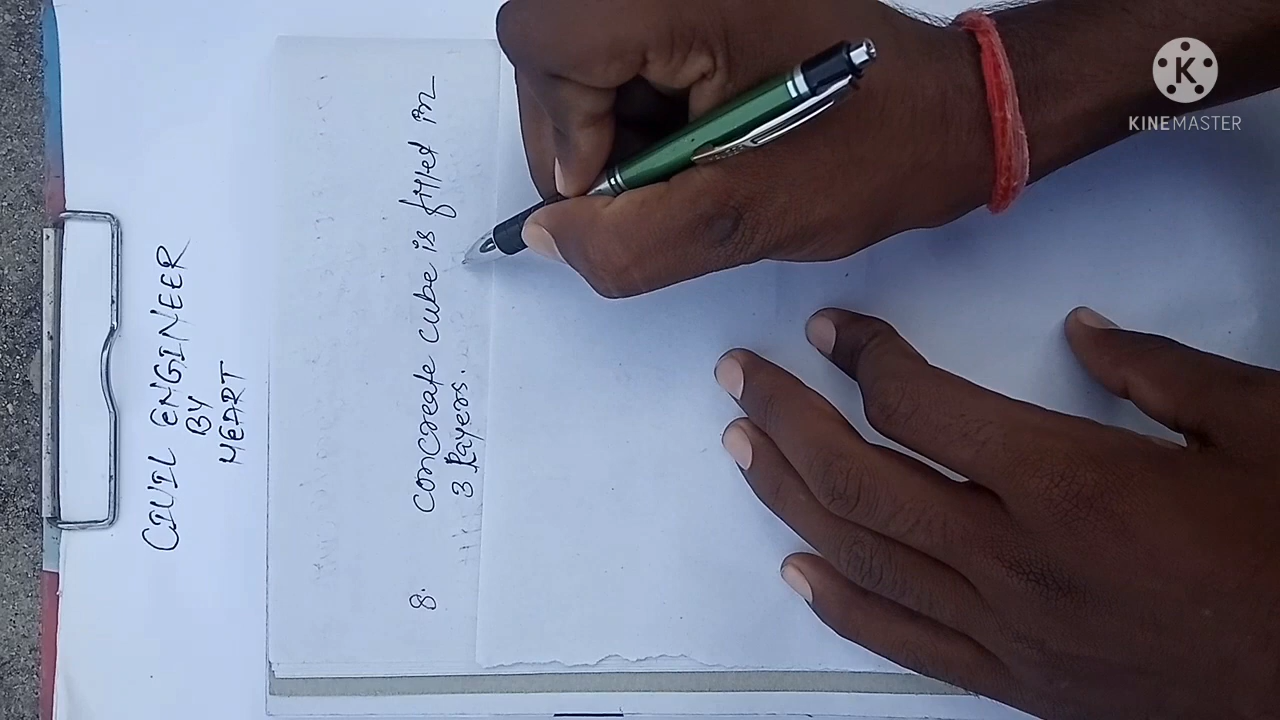 CIVIL ENGINEER
BY
HEART
8. concreate cube is filled in
3 layers.
KINEMASTER